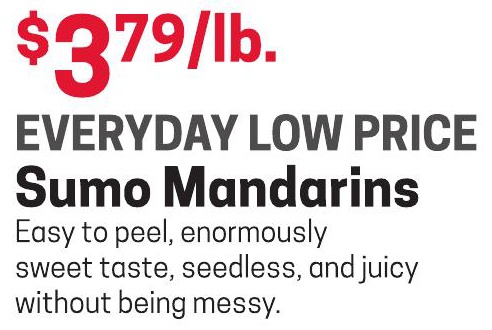 $3.79/lb.
EVERYDAY LOW PRICE
Sumo Mandarins
Easy to peel, enormously
sweet taste, seedless, and juicy
without being messy.